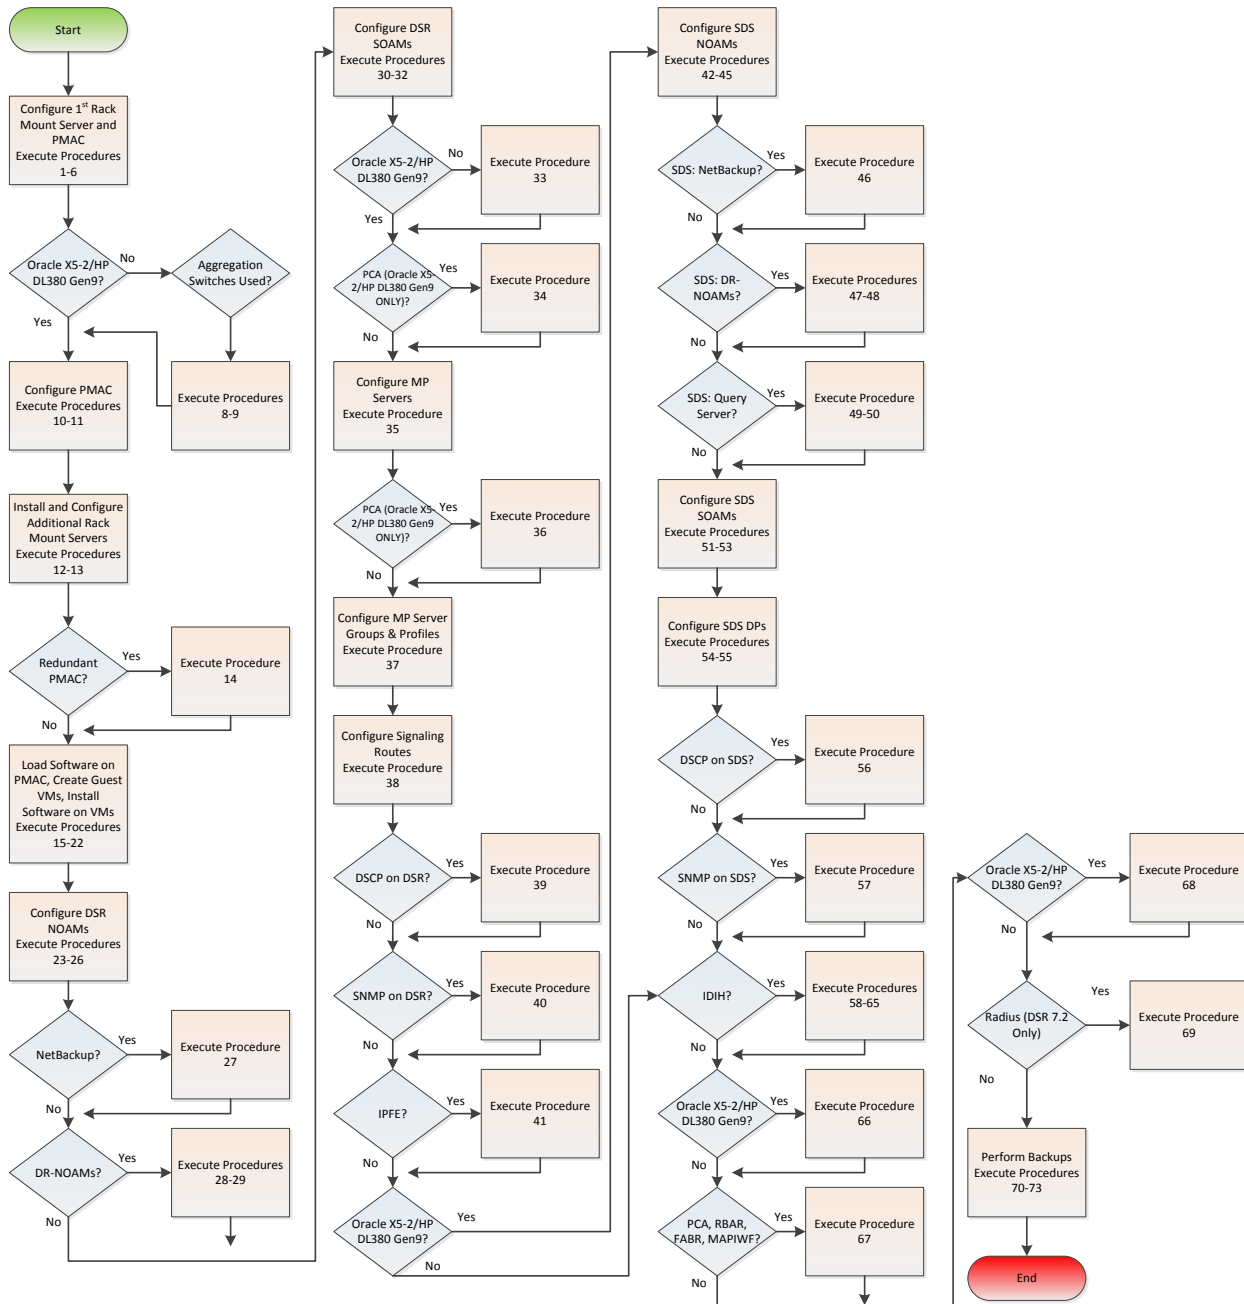 Start
Configure 1st Rack
Mount Server and
PMAC
Execute Procedures
1-6
Oracle X5-2/HP
DL380 Gen9?
No
Aggregation
Switches Used?
Yes
Configure PMAC
Execute Procedures
10-11
Execute Procedures
8-9
Install and Configure
Additional Rack
Mount Servers
Execute Procedures
12-13
Redundant
PMAC?
Yes
Execute Procedure
14
No
Load Software on
PMAC, Create Guest
VMs, Install
Software on VMs
Execute Procedures
15-22
Configure DSR
NOAMs
Execute Procedures
23-26
NetBackup?
Yes
Execute Procedure
27
No
DR-NOAMs?
Yes
Execute Procedures
28-29
No
Configure DSR
SOAMs
Execute Procedures
30-32
Oracle X5-2/HP
DL380 Gen9?
No
Execute Procedure
33
Yes
PCA (Oracle X5-
2/HP DL380 Gen9
ONLY)?
Yes
Execute Procedure
34
No
Configure MP
Servers
Execute Procedure
35
PCA (Oracle X5-
2/HP DL380 Gen9
ONLY)?
Yes
Execute Procedure
36
No
Configure MP Server
Groups & Profiles
Execute Procedure
37
Configure Signaling
Routes
Execute Procedure
38
DSCP on DSR?
Yes
Execute Procedure
39
No
SNMP on DSR?
Yes
Execute Procedure
40
No
IPFE?
Yes
Execute Procedure
41
No
Oracle X5-2/HP
DL380 Gen9?
Yes
No
Configure SDS
NOAMs
Execute Procedures
42-45
SDS: NetBackup?
Yes
Execute Procedure
46
No
SDS: DR-
NOAMs?
Yes
Execute Procedures
47-48
No
SDS: Query
Server?
Yes
Execute Procedure
49-50
No
Configure SDS
SOAMs
Execute Procedures
51-53
Configure SDS DPs
Execute Procedures
54-55
DSCP on SDS?
Yes
Execute Procedure
56
No
SNMP on SDS?
Yes
Execute Procedure
57
No
IDIH?
Yes
Execute Procedures
58-65
No
Oracle X5-2/HP
DL380 Gen9?
Yes
Execute Procedure
66
No
PCA, RBAR,
FABR, MAPIWF?
Yes
Execute Procedure
67
No
Oracle X5-2/HP
DL380 Gen9?
Yes
Execute Procedure
68
No
Radius (DSR 7.2
Only)
Yes
Execute Procedure
69
No
Perform Backups
Execute Procedures
70-73
End